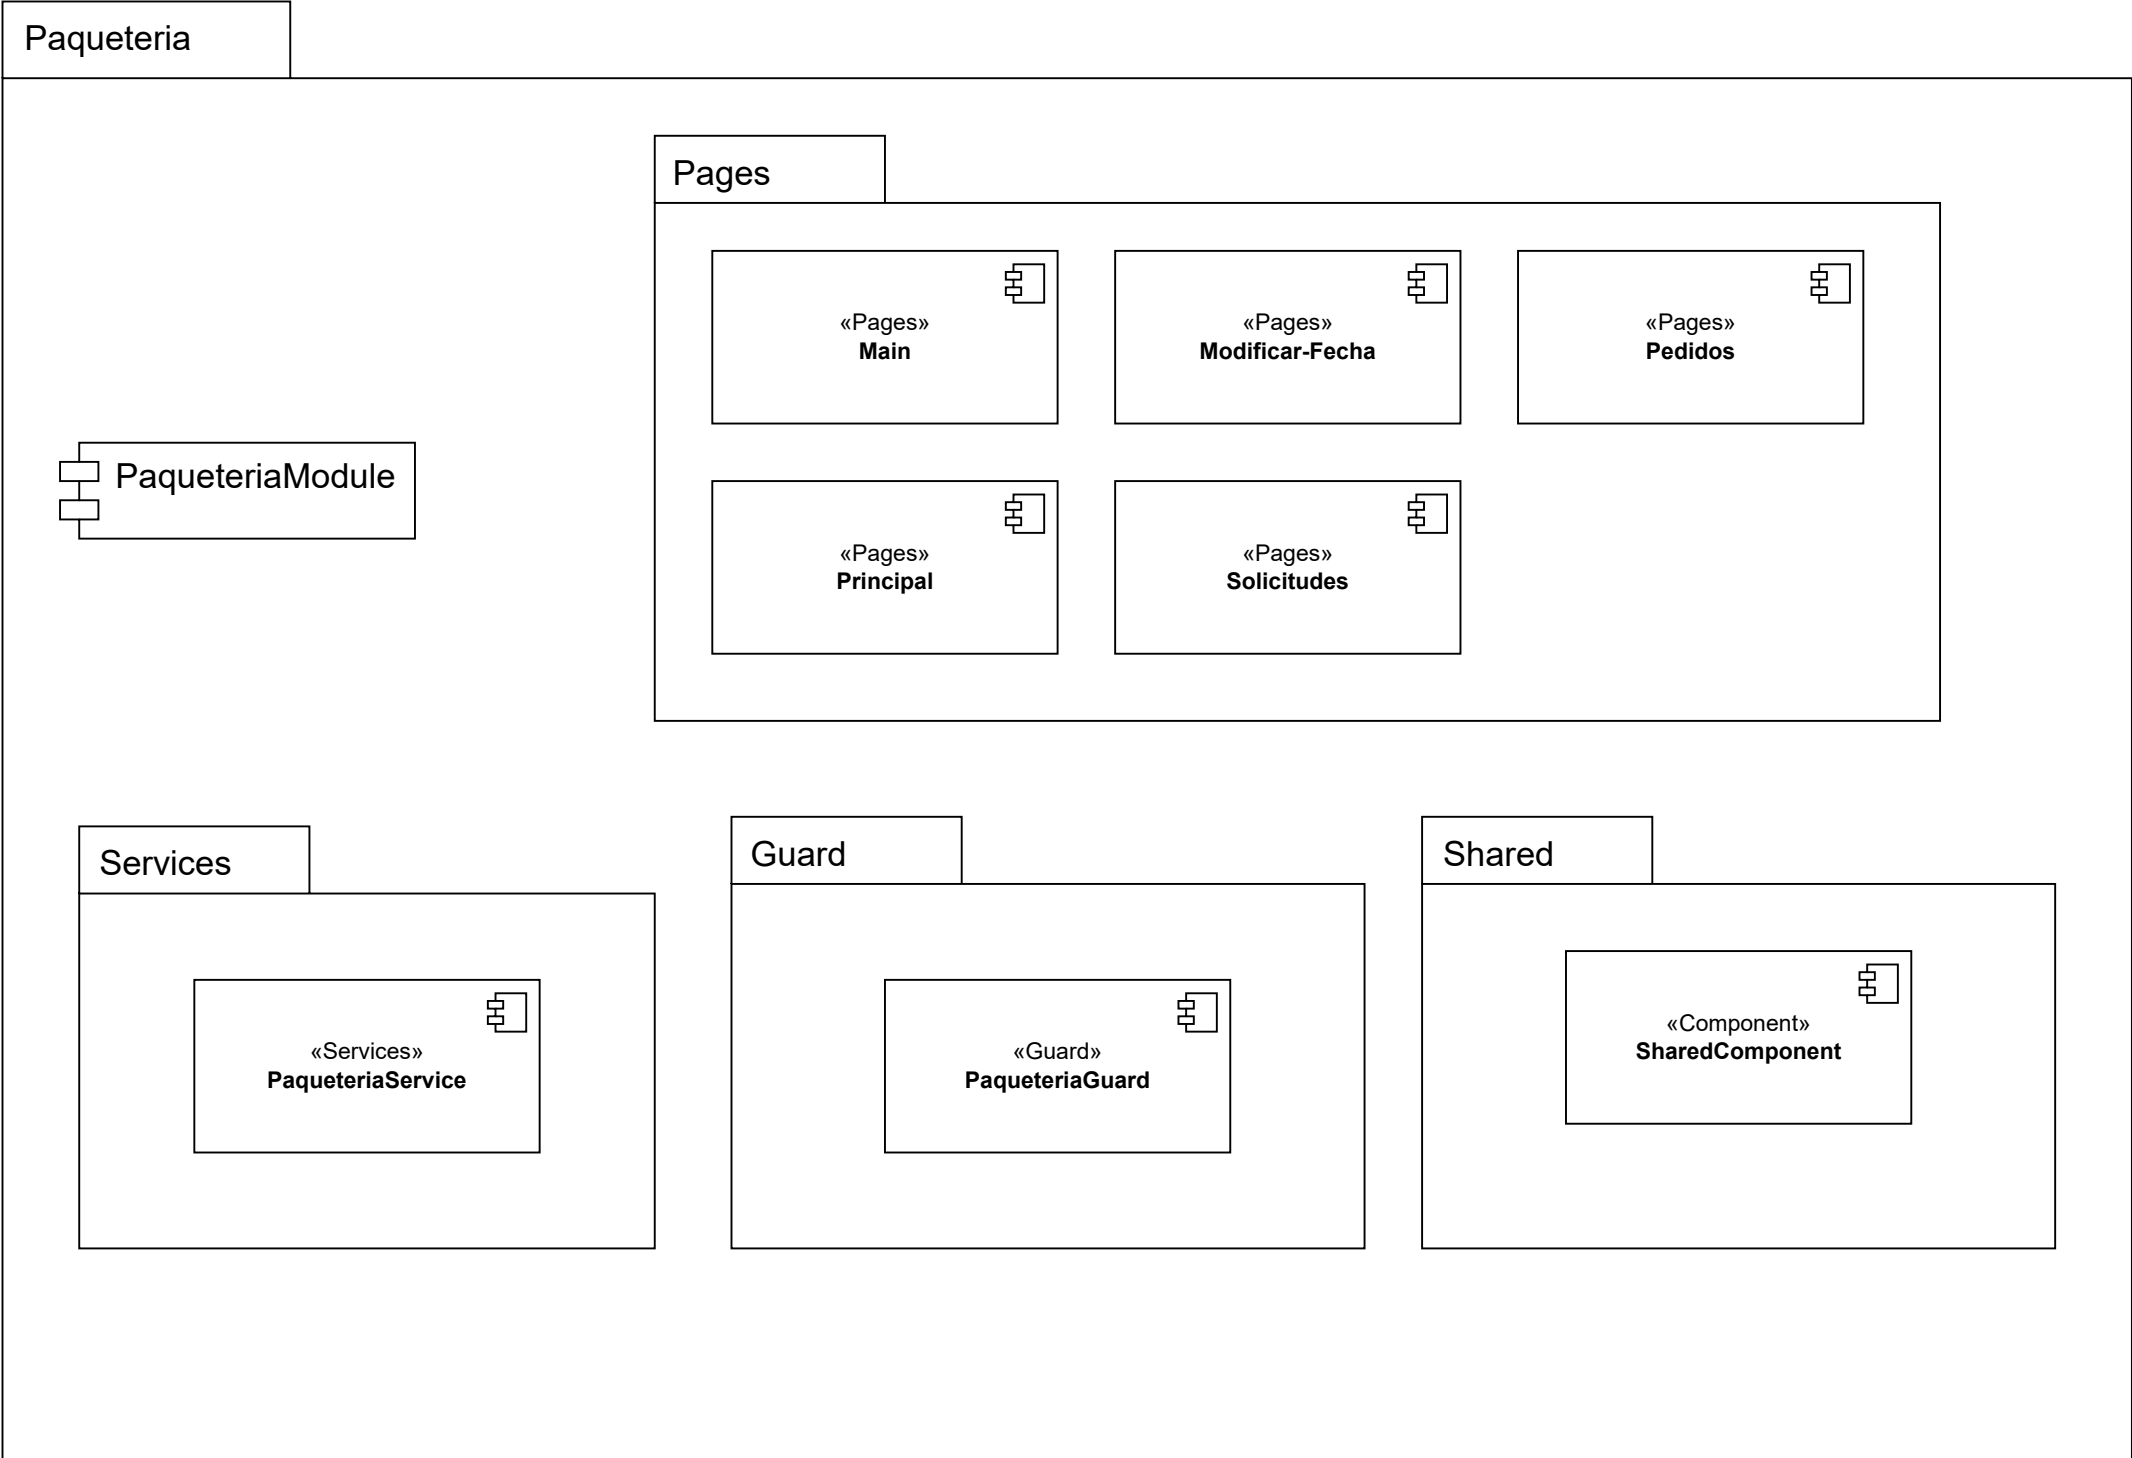 Paqueteria
Pages
«Pages»
Main
«Pages»
Modificar-Fecha
«Pages»
Pedidos
PaqueteriaModule
«Pages»
Principal
«Pages»
Solicitudes
Services
Guard
Shared
«Services»
PaqueteriaService
«Guard»
PaqueteriaGuard
«Component»
SharedComponent